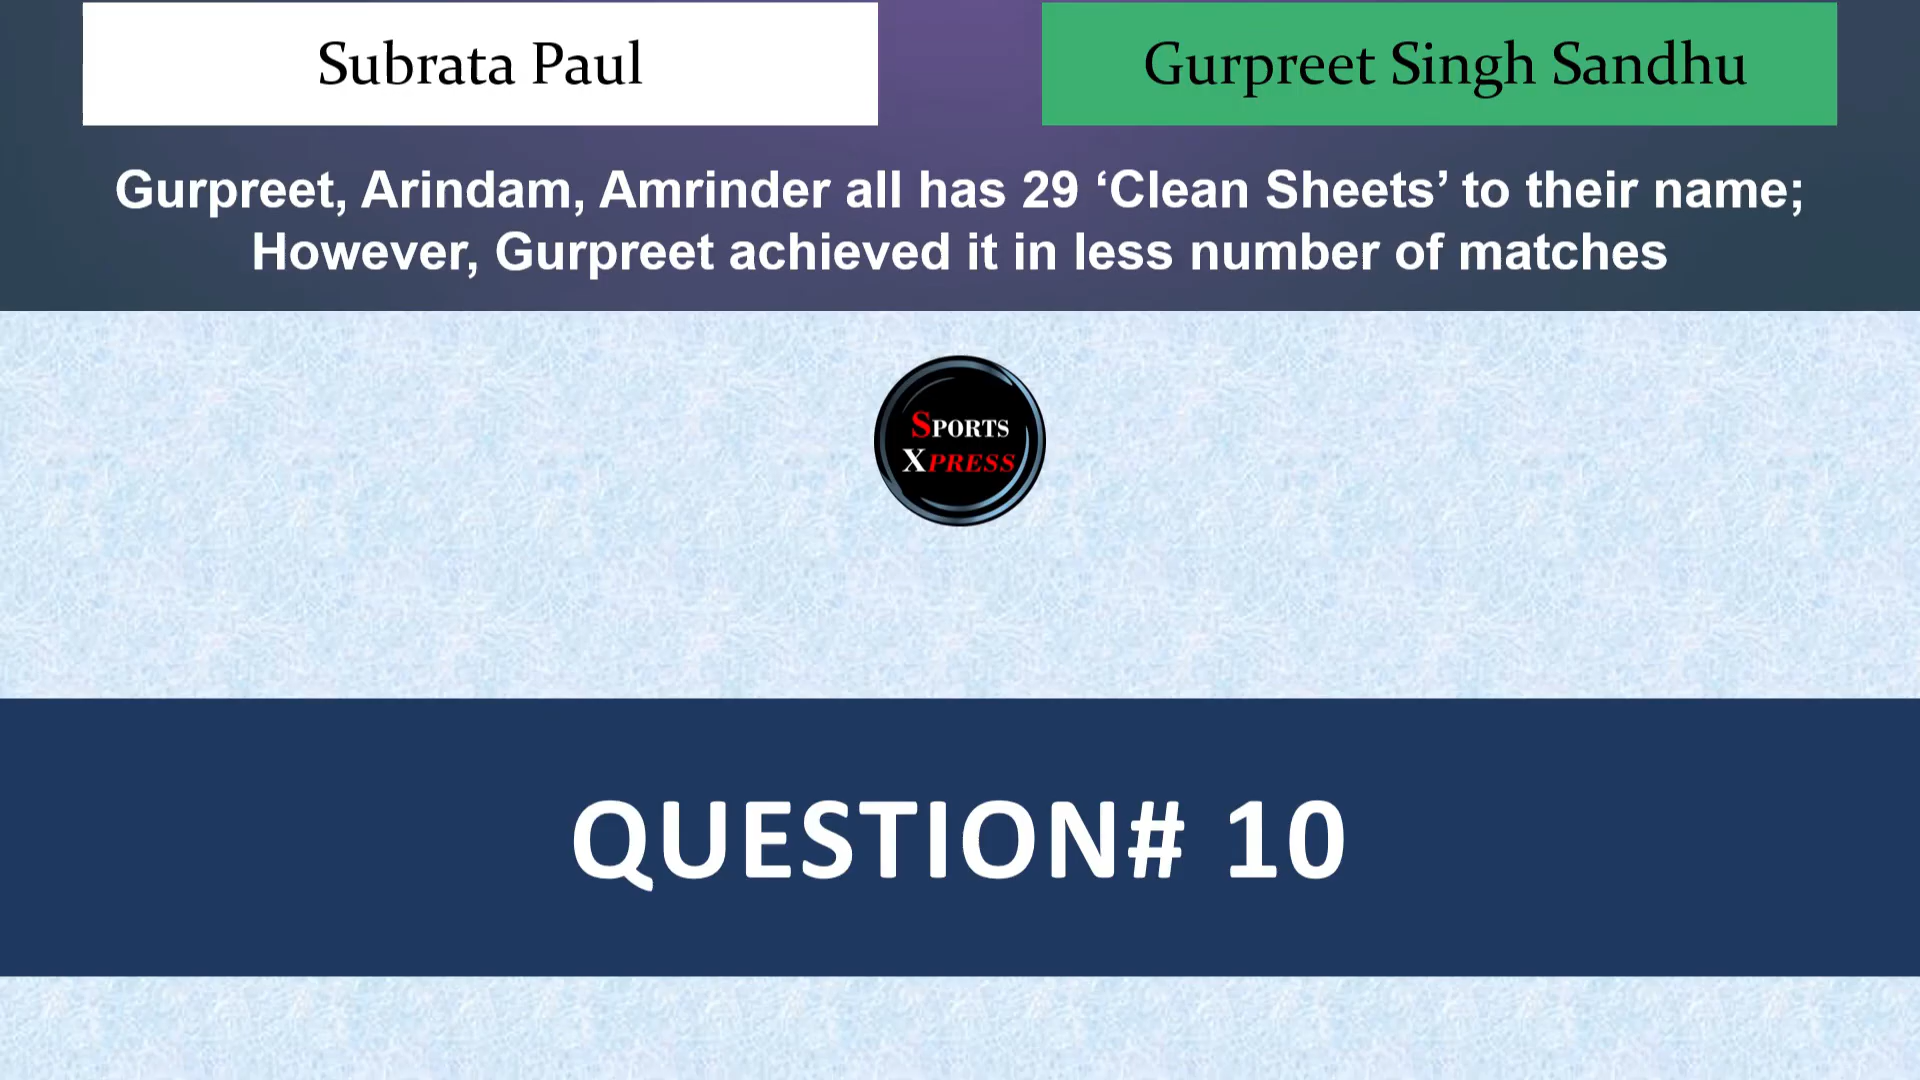 Subrata Paul
Gurpreet Singh Sandhu
Gurpreet, Arindam, Amrinder all has 29 ‘Clean Sheets’ to their name;
However, Gurpreet achieved it in less number of matches
SPORTS
XPRESS
QUESTION# 10